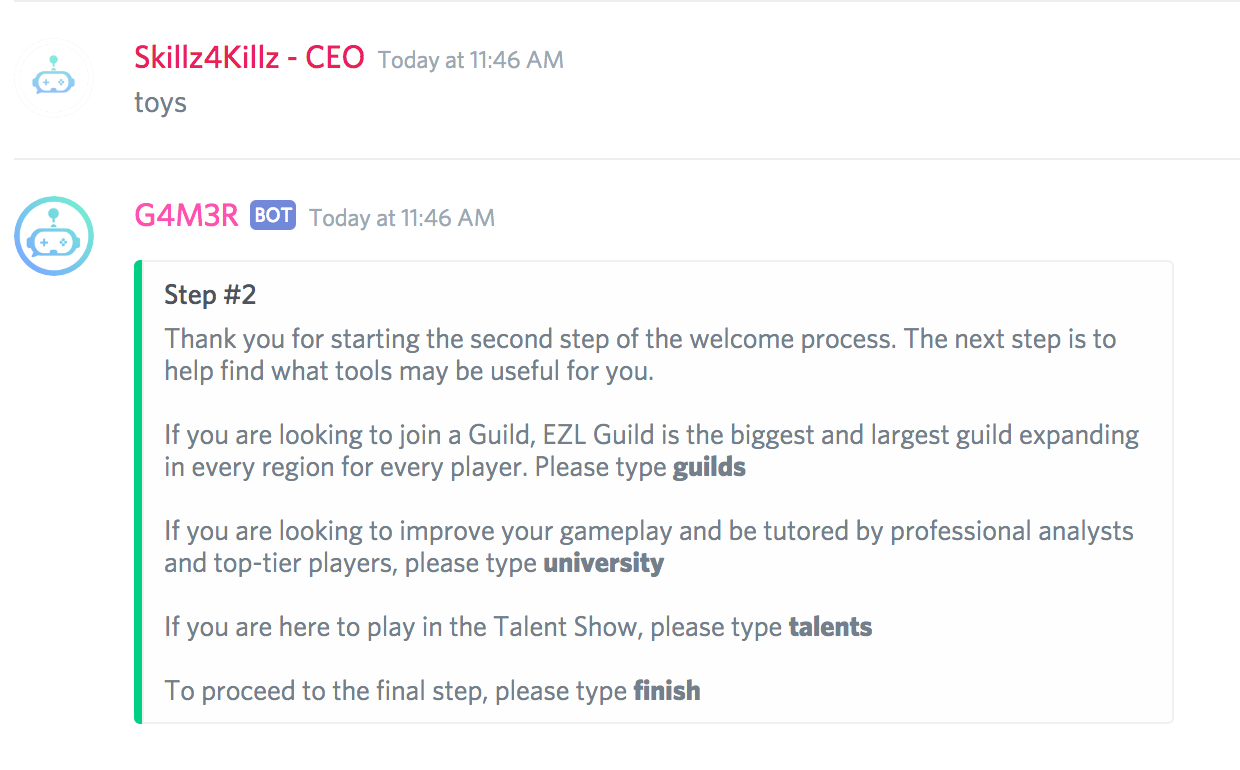 Skillz4Killz - CEO Today at 11:46 AM
toys
G4M3R BOT Today at 11:46 AM
Step #2
Thank you for starting the second step of the welcome process. The next step is to
help find what tools may be useful for you.
If you are looking to join a Guild, EZL Guild is the biggest and largest guild expanding
in every region for every player. Please type guilds
If you are looking to improve your gameplay and be tutored by professional analysts
and top-tier players, please type university
If you are here to play in the Talent Show, please type talents
To proceed to the final step, please type finish